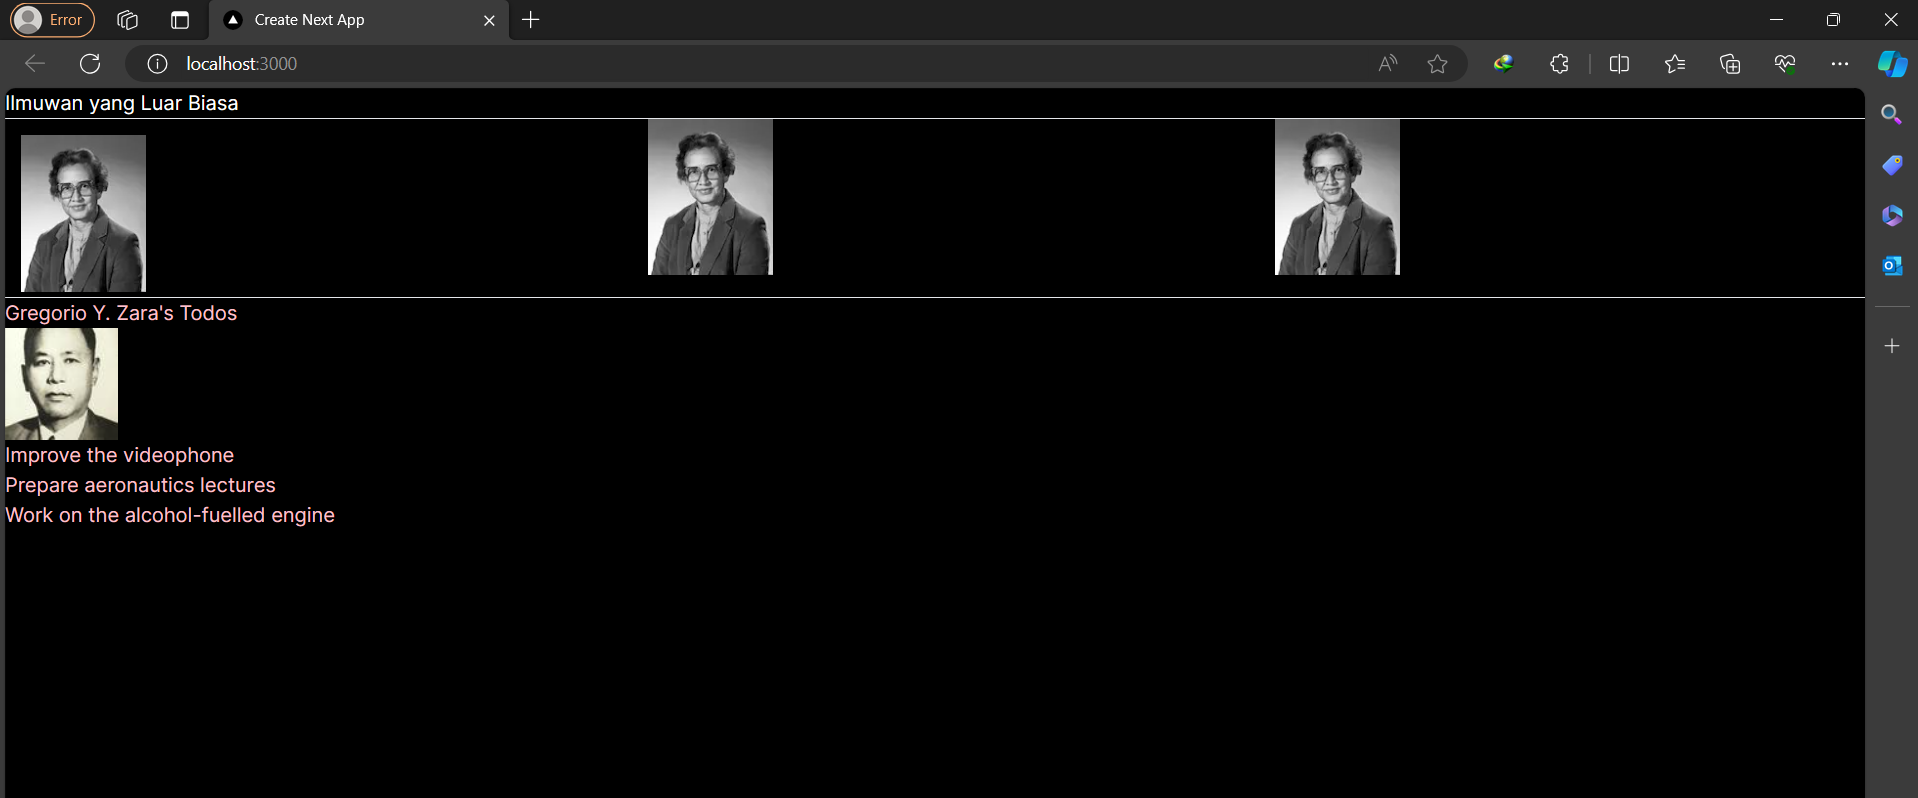 Error
Create Next App
localhost:3000
Ilmuwan yang Luar Biasa
Gregorio Y. Zara's Todos
Improve the videophone
Prepare aeronautics lectures
Work on the alcohol-fuelled engine